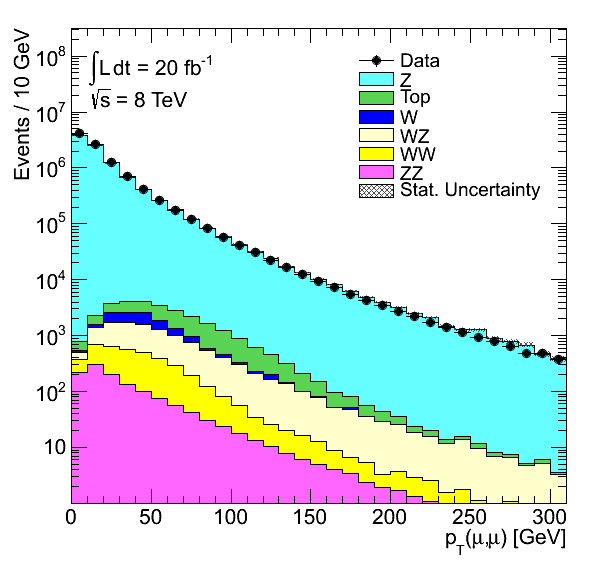 Events / 10 GeV
10⁸
10⁷
10⁶
10⁵
10⁴
10³
10²
10
∫L dt = 20 fb⁻¹
√s = 8 TeV
Data
Z
Top
W
WZ
WW
ZZ
Stat. Uncertainty
0 50 100 150 200 250 300
p_T(μ,μ) [GeV]